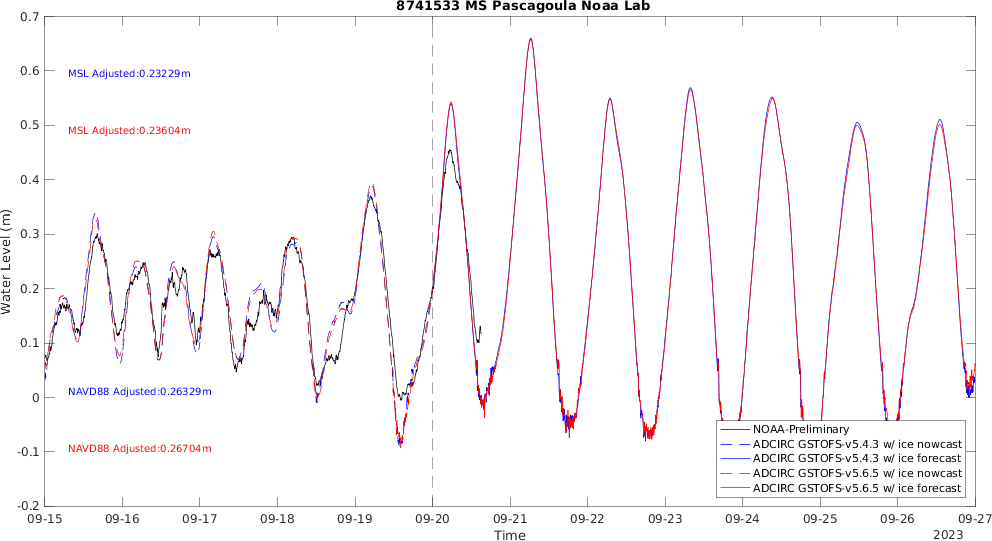 8741533 MS Pascagoula Noaa Lab
0.7
0.6
0.5
0.4
0.3
0.2
0.1
0
-0.1
-0.2
Water Level (m)
MSL Adjusted:0.23229m
MSL Adjusted:0.23604m
NAVD88 Adjusted:0.26329m
NAVD88 Adjusted:0.26704m
NOAA-Preliminary
ADCIRC GSTOFS-v5.4.3 w/ ice nowcast
ADCIRC GSTOFS-v5.4.3 w/ ice forecast
ADCIRC GSTOFS-v5.6.5 w/ ice nowcast
ADCIRC GSTOFS-v5.6.5 w/ ice forecast
09-15 09-16 09-17 09-18 09-19 09-20 09-21 09-22 09-23 09-24 09-25 09-26 09-27
Time
2023